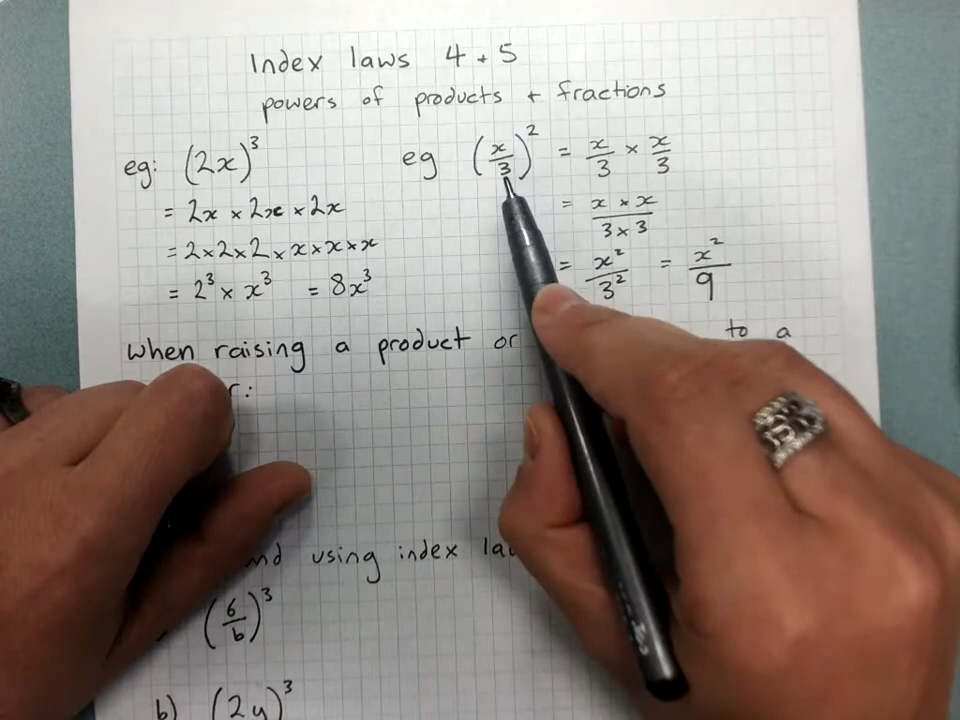 Index laws 4 + 5
powers of products + fractions
eg: (2x)³
= 2x × 2x × 2x
= 2×2×2 × x×x×x
= 2³ × x³ = 8x³
eg (x/3)² = x/3 × x/3
= x × x / 3 × 3
= x²/3² = x²/9
when raising a product or to a
r:
nd using index la
(6/b)³
b) (2y)³